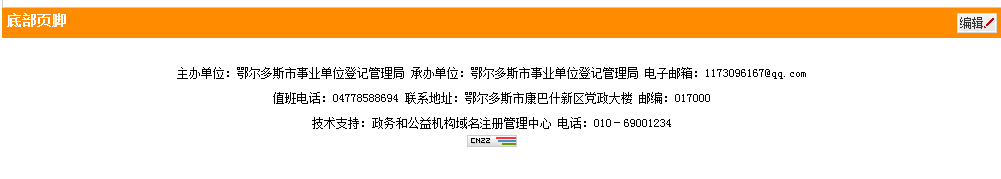 底部页脚
编辑
主办单位：鄂尔多斯市事业单位登记管理局 承办单位：鄂尔多斯市事业单位登记管理局 电子邮箱：1173096167@qq.com
值班电话：04778588694 联系地址：鄂尔多斯市康巴什新区党政大楼 邮编：017000
技术支持：政务和公益机构域名注册管理中心 电话：010－69001234
CNZZ